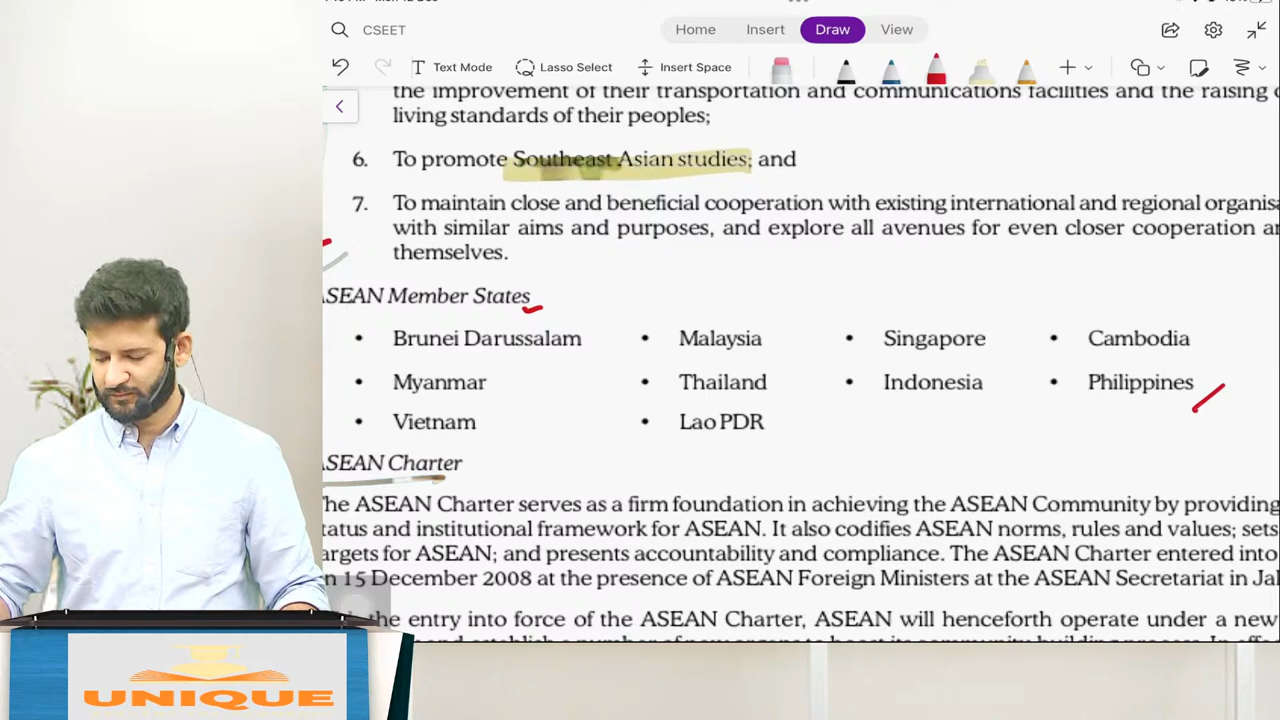 CSEET
Home
Insert
Draw
View
Text Mode
Lasso Select
Insert Space
the improvement of their transportation and communications facilities and the raising
living standards of their peoples;
6. To promote Southeast Asian studies; and
7. To maintain close and beneficial cooperation with existing international and regional organisa
with similar aims and purposes, and explore all avenues for even closer cooperation
themselves.
SEAN Member States
• Brunei Darussalam • Malaysia • Singapore • Cambodia
• Myanmar • Thailand • Indonesia • Philippines
• Vietnam • Lao PDR
SEAN Charter
The ASEAN Charter serves as a firm foundation in achieving the ASEAN Community by providing
tatus and institutional framework for ASEAN. It also codifies ASEAN norms, rules and values; sets
argets for ASEAN; and presents accountability and compliance. The ASEAN Charter entered into
n 15 December 2008 at the presence of ASEAN Foreign Ministers at the ASEAN Secretariat in
the entry into force of the ASEAN Charter, ASEAN will henceforth operate under a new
UNIQUE